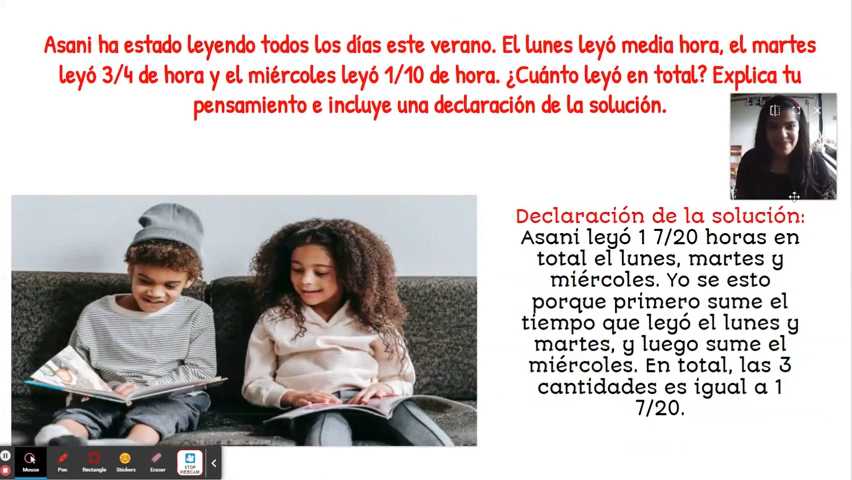 Asani ha estado leyendo todos los días este verano. El lunes leyó media hora, el martes
leyó 3/4 de hora y el miércoles leyó 1/10 de hora. ¿Cuánto leyó en total? Explica tu
pensamiento e incluye una declaración de la solución.
Declaración de la solución:
Asani leyó 1 7/20 horas en
total el lunes, martes y
miércoles. Yo se esto
porque primero sume el
tiempo que leyó el lunes y
martes, y luego sume el
miércoles. En total, las 3
cantidades es igual a 1
7/20.
Mouse
Pen
Rectangle
Stickers
Eraser
STOP
WEBCAM